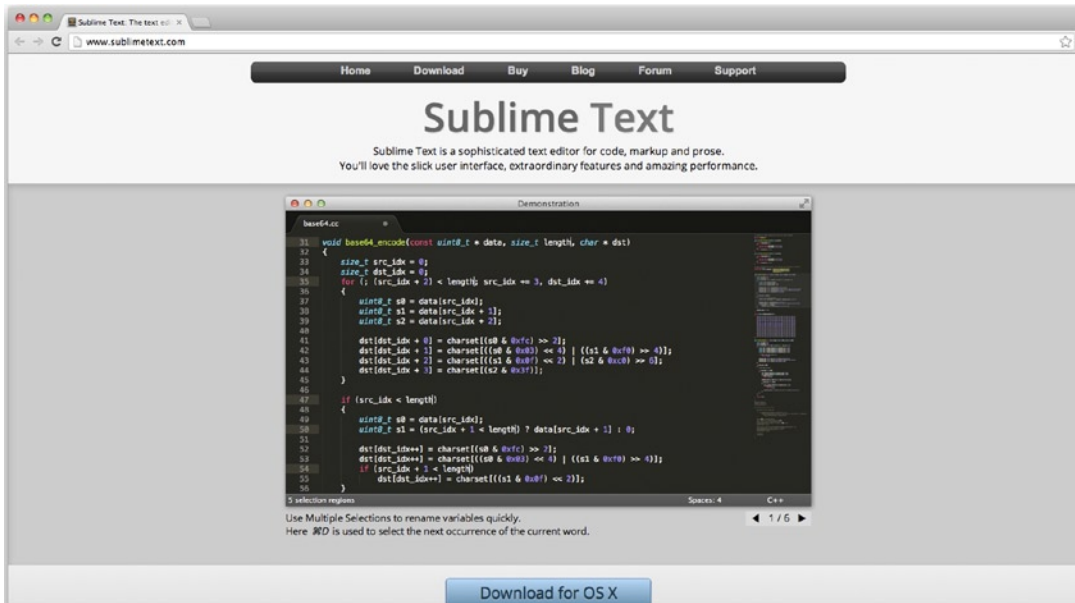 Sublime Text: The text edi
www.sublimetext.com
Home Download Buy Blog Forum Support
Sublime Text
Sublime Text is a sophisticated text editor for code, markup and prose.
You'll love the slick user interface, extraordinary features and amazing performance.
Demonstration
base64.cc
31 void base64_encode(const uint8_t * data, size_t length, char * dst)
32 {
33 size_t src_idx = 0;
34 size_t dst_idx = 0;
35 for (; (src_idx + 2) < length; src_idx += 3, dst_idx += 4)
36 {
37 uint8_t s0 = data[src_idx];
38 uint8_t s1 = data[src_idx + 1];
39 uint8_t s2 = data[src_idx + 2];
40
41 dst[dst_idx + 0] = charset[(s0 & 0xfc) >> 2];
42 dst[dst_idx + 1] = charset[((s0 & 0x03) << 4) | ((s1 & 0xf0) >> 4)];
43 dst[dst_idx + 2] = charset[((s1 & 0x0f) << 2) | (s2 & 0xc0) >> 6];
44 dst[dst_idx + 3] = charset[(s2 & 0x3f)];
45 }
46
47 if (src_idx < length)
48 {
49 uint8_t s0 = data[src_idx];
50 uint8_t s1 = (src_idx + 1 < length) ? data[src_idx + 1] : 0;
51
52 dst[dst_idx++] = charset[(s0 & 0xfc) >> 2];
53 dst[dst_idx++] = charset[((s0 & 0x03) << 4) | ((s1 & 0xf0) >> 4)];
54 if (src_idx + 1 < length)
55 dst[dst_idx++] = charset[((s1 & 0x0f) << 2)];
56 }
5 selection regions Spaces: 4 C++
Use Multiple Selections to rename variables quickly.
Here ⌘D is used to select the next occurrence of the current word.
◀ 1 / 6 ▶
Download for OS X